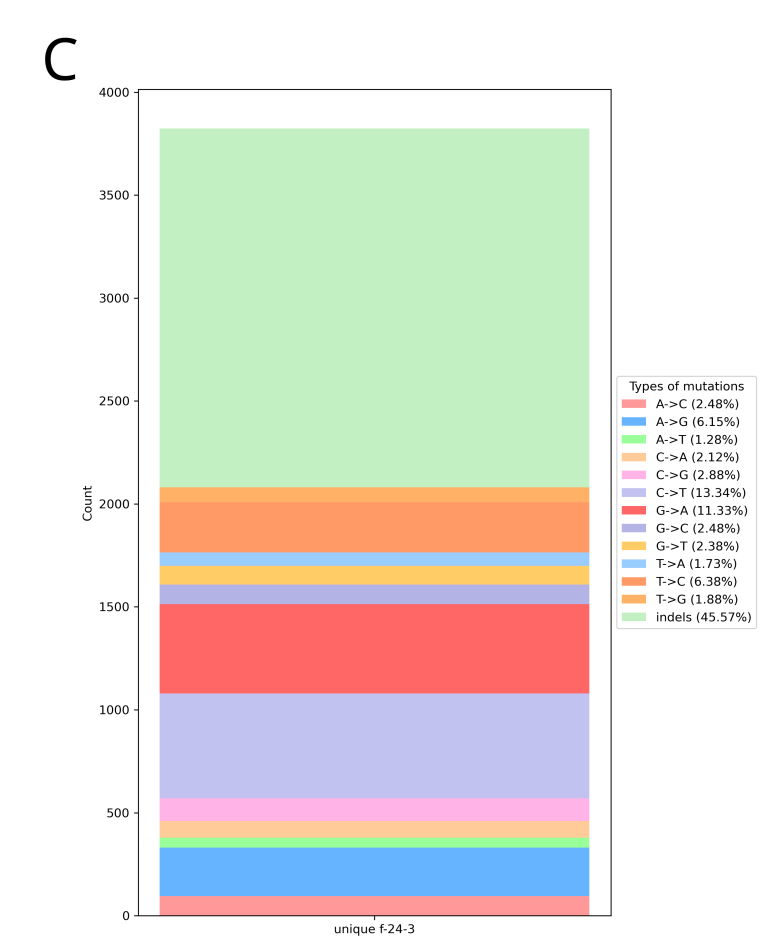 C
4000
3500
3000
2500
2000
1500
1000
500
0
Count
unique f-24-3
Types of mutations
A->C (2.48%)
A->G (6.15%)
A->T (1.28%)
C->A (2.12%)
C->G (2.88%)
C->T (13.34%)
G->A (11.33%)
G->C (2.48%)
G->T (2.38%)
T->A (1.73%)
T->C (6.38%)
T->G (1.88%)
indels (45.57%)